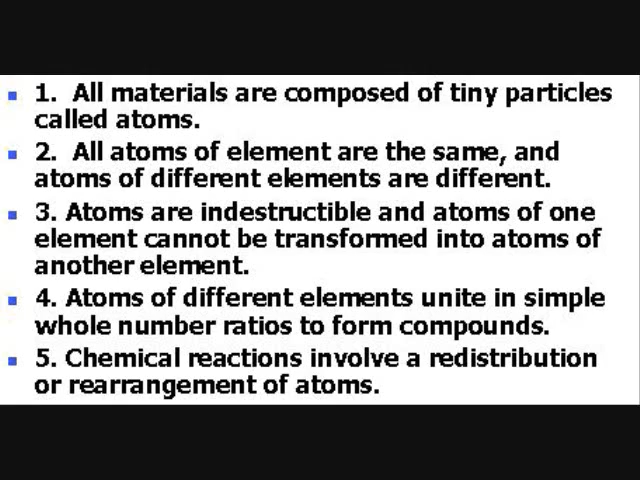 1. All materials are composed of tiny particles
called atoms.
2. All atoms of element are the same, and
atoms of different elements are different.
3. Atoms are indestructible and atoms of one
element cannot be transformed into atoms of
another element.
4. Atoms of different elements unite in simple
whole number ratios to form compounds.
5. Chemical reactions involve a redistribution
or rearrangement of atoms.